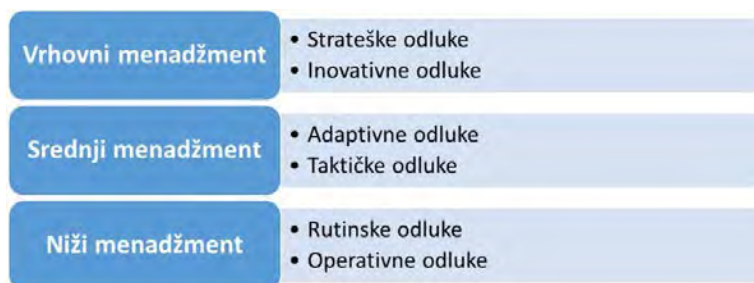 Vrhovni menadžment
• Strateške odluke
• Inovativne odluke
Srednji menadžment
• Adaptivne odluke
• Taktičke odluke
Niži menadžment
• Rutinske odluke
• Operativne odluke